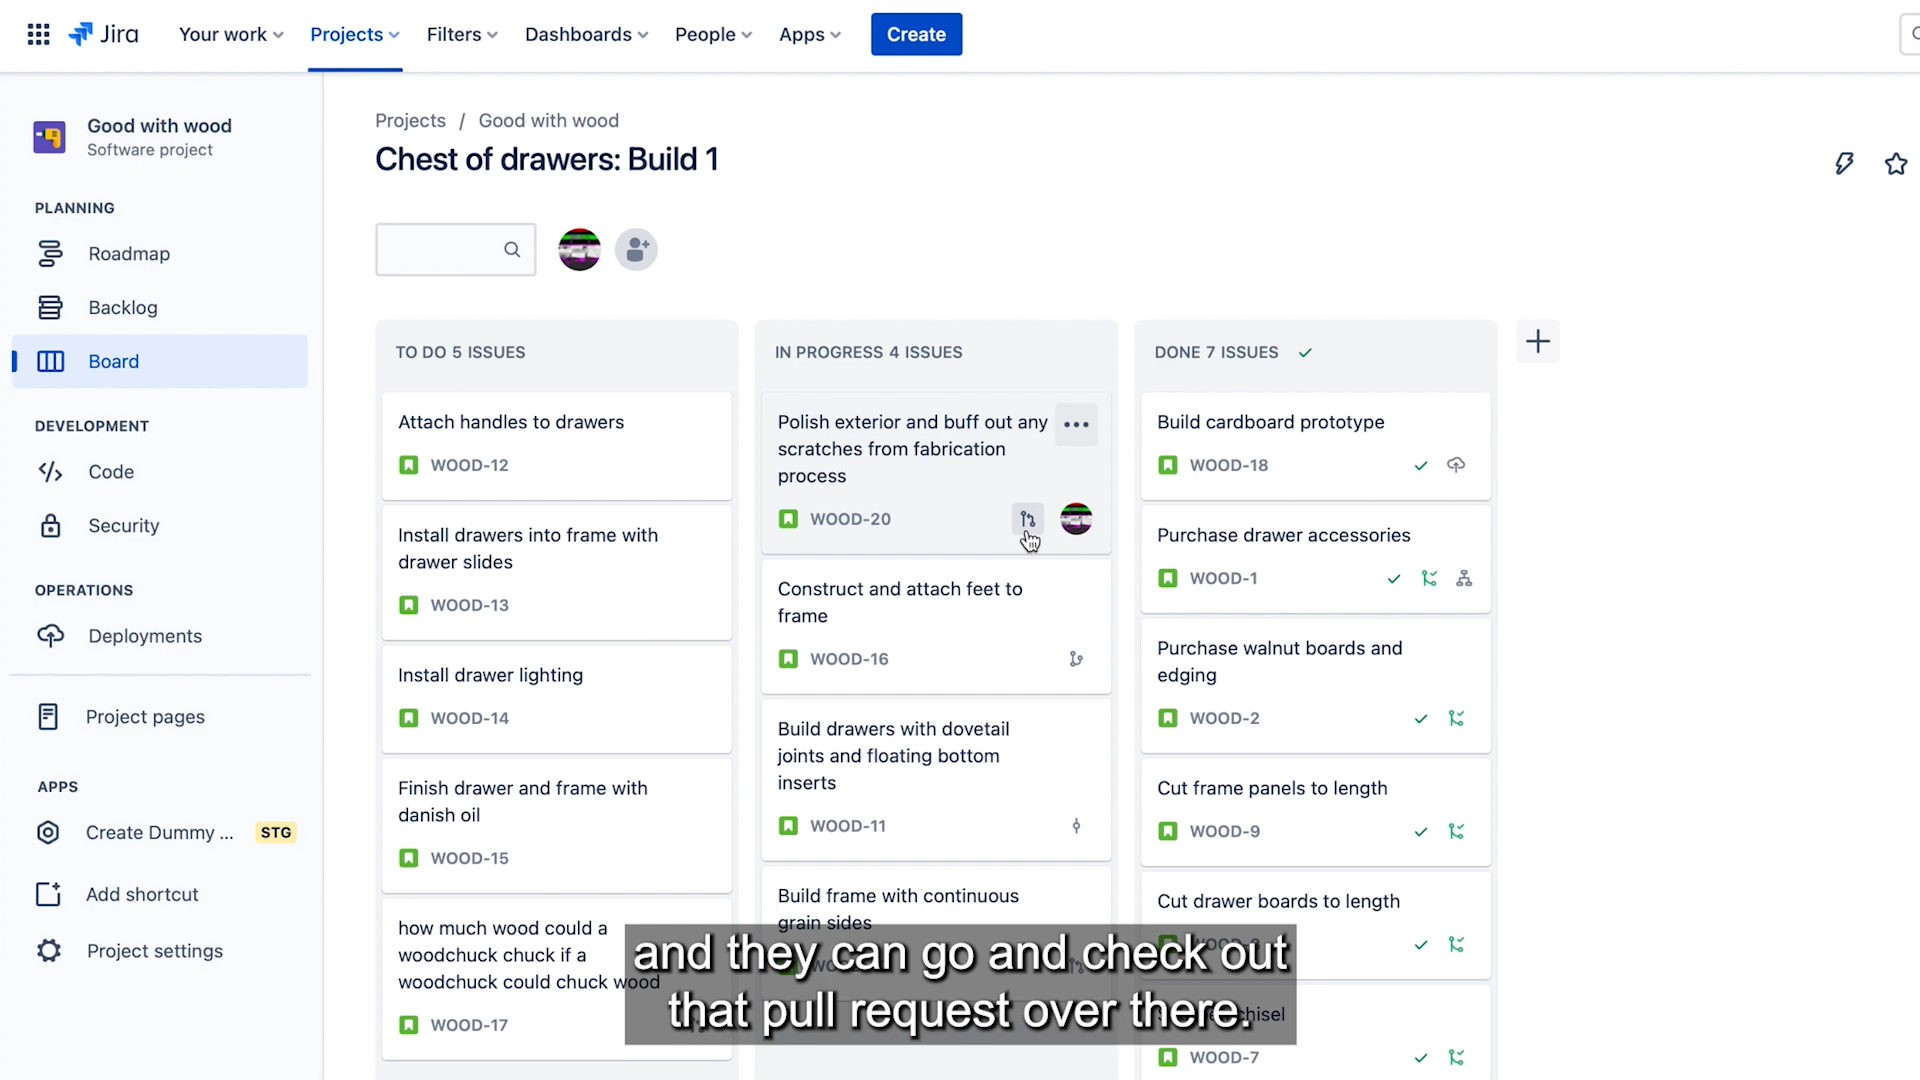 Jira
Your work
Projects
Filters
Dashboards
People
Apps
Create
Good with wood
Software project
PLANNING
Roadmap
Backlog
Board
DEVELOPMENT
Code
Security
OPERATIONS
Deployments
Project pages
APPS
Create Dummy ...
STG
Add shortcut
Project settings
Projects / Good with wood
Chest of drawers: Build 1
TO DO 5 ISSUES
Attach handles to drawers
WOOD-12
Install drawers into frame with
drawer slides
WOOD-13
Install drawer lighting
WOOD-14
Finish drawer and frame with
danish oil
WOOD-15
how much wood could a
woodchuck chuck if a
woodchuck could chuck wood
WOOD-17
IN PROGRESS 4 ISSUES
Polish exterior and buff out any
scratches from fabrication
process
WOOD-20
Construct and attach feet to
frame
WOOD-16
Build drawers with dovetail
joints and floating bottom
inserts
WOOD-11
Build frame with continuous
grain sides
DONE 7 ISSUES
Build cardboard prototype
WOOD-18
Purchase drawer accessories
WOOD-1
Purchase walnut boards and
edging
WOOD-2
Cut frame panels to length
WOOD-9
Cut drawer boards to length
chisel
WOOD-7
and they can go and check out
that pull request over there.